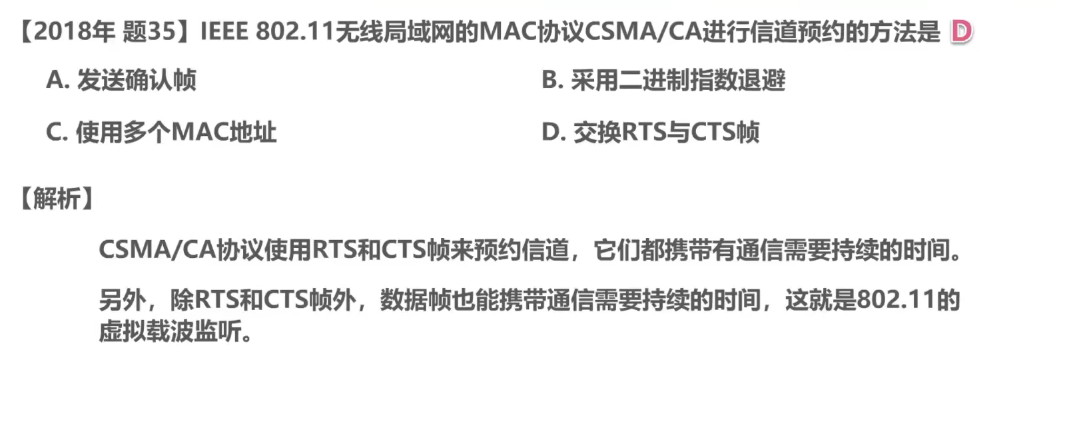 【2018年 题35】IEEE 802.11无线局域网的MAC协议CSMA/CA进行信道预约的方法是 D
A. 发送确认帧
B. 采用二进制指数退避
C. 使用多个MAC地址
D. 交换RTS与CTS帧
【解析】
CSMA/CA协议使用RTS和CTS帧来预约信道，它们都携带有通信需要持续的时间。
另外，除RTS和CTS帧外，数据帧也能携带通信需要持续的时间，这就是802.11的
虚拟载波监听。